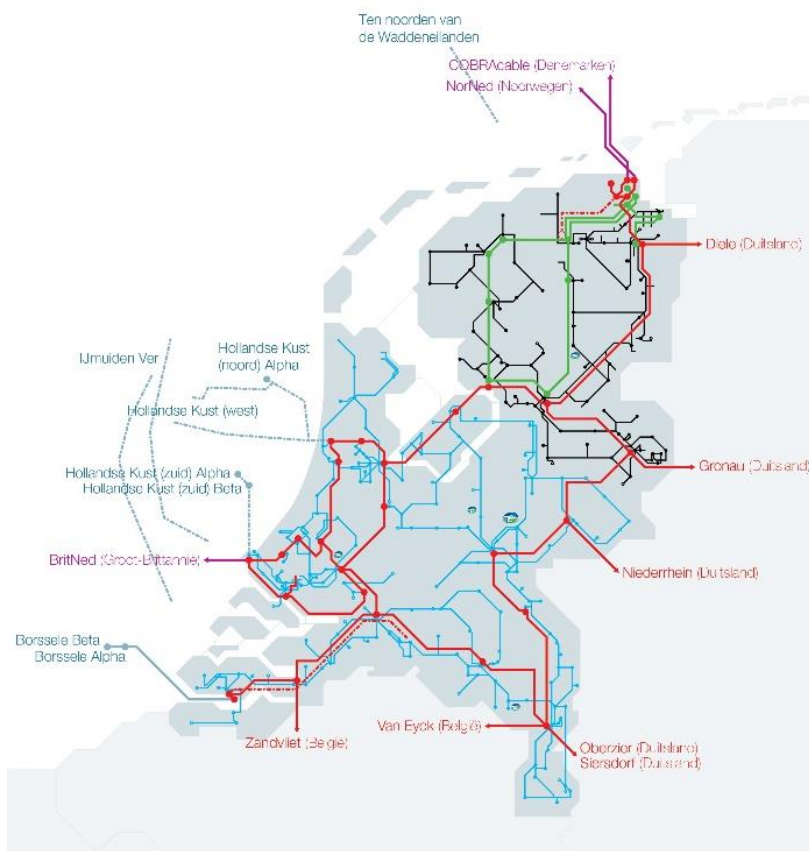 Ten noorden van
de Waddeneilanden
COBRAcable (Denemarken)
NorNed (Noorwegen)
Diele (Duitsland)
IJmuiden Ver
Hollandse Kust
(noord) Alpha
Hollandse Kust (west)
Hollandse Kust (zuid) Alpha
Hollandse Kust (zuid) Beta
Gronau (Duitsland)
BritNed (Groot-Brittannië)
Niederrhein (Duitsland)
Borssele Beta
Borssele Alpha
Zandvliet (België)
Van Eyck (België)
Oberzier (Duitsland)
Siersdorf (Duitsland)